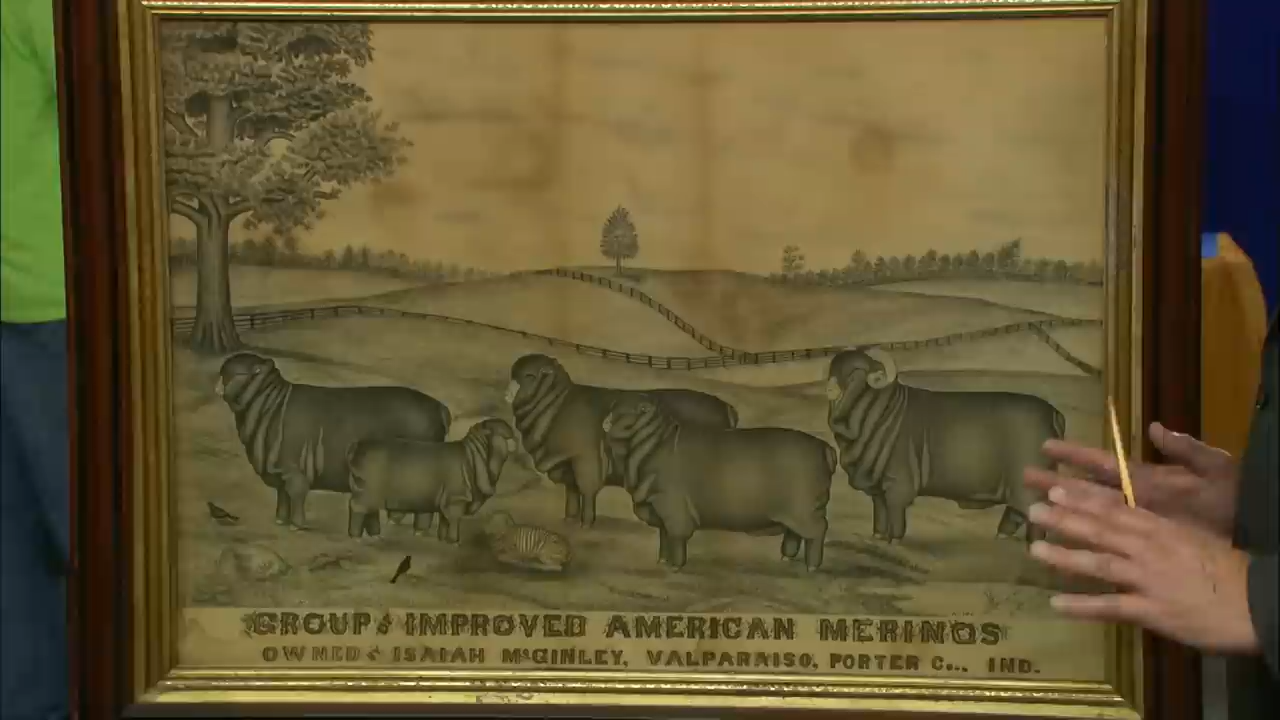 GROUP OF IMPROVED AMERICAN MERINOS
OWNED BY ISAIAH McGINLEY, VALPARAISO, PORTER Co., IND.